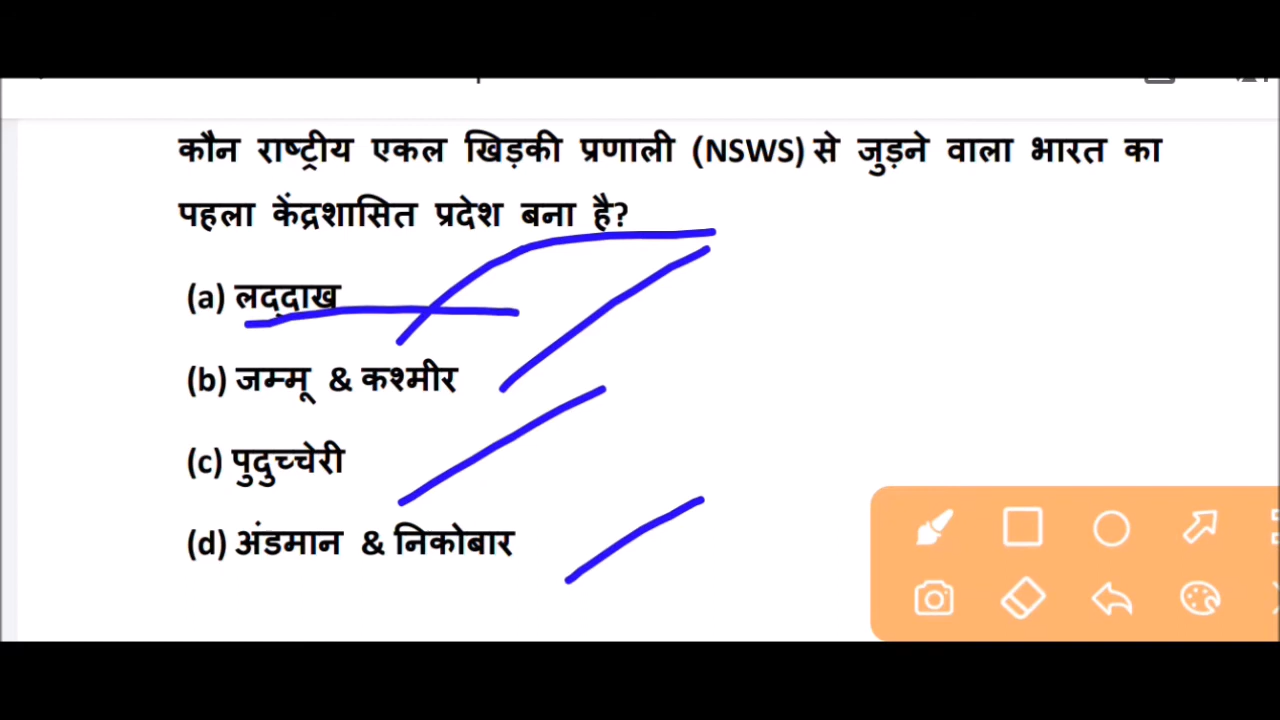 कौन राष्ट्रीय एकल खिड़की प्रणाली (NSWS) से जुड़ने वाला भारत का
पहला केंद्रशासित प्रदेश बना है?
(a) लद्दाख
(b) जम्मू & कश्मीर
(c) पुदुच्चेरी
(d) अंडमान & निकोबार